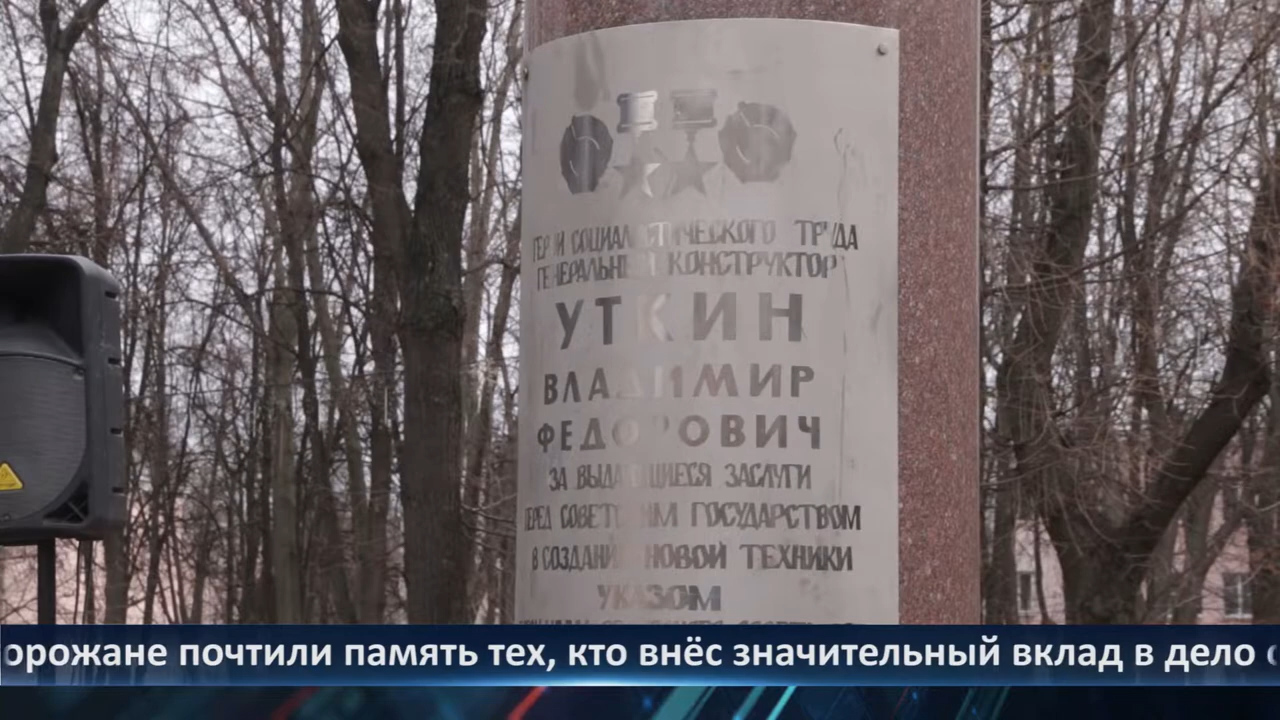 ГЕРОЙ СОЦИАЛИСТИЧЕСКОГО ТРУДА
ГЕНЕРАЛЬНЫЙ КОНСТРУКТОР
УТКИН
ВЛАДИМИР
ФЕДОРОВИЧ
ЗА ВЫДАЮЩИЕСЯ ЗАСЛУГИ
ПЕРЕД СОВЕТСКИМ ГОСУДАРСТВОМ
В СОЗДАНИИ НОВОЙ ТЕХНИКИ
УКАЗОМ
орожане почтили память тех, кто внёс значительный вклад в дело